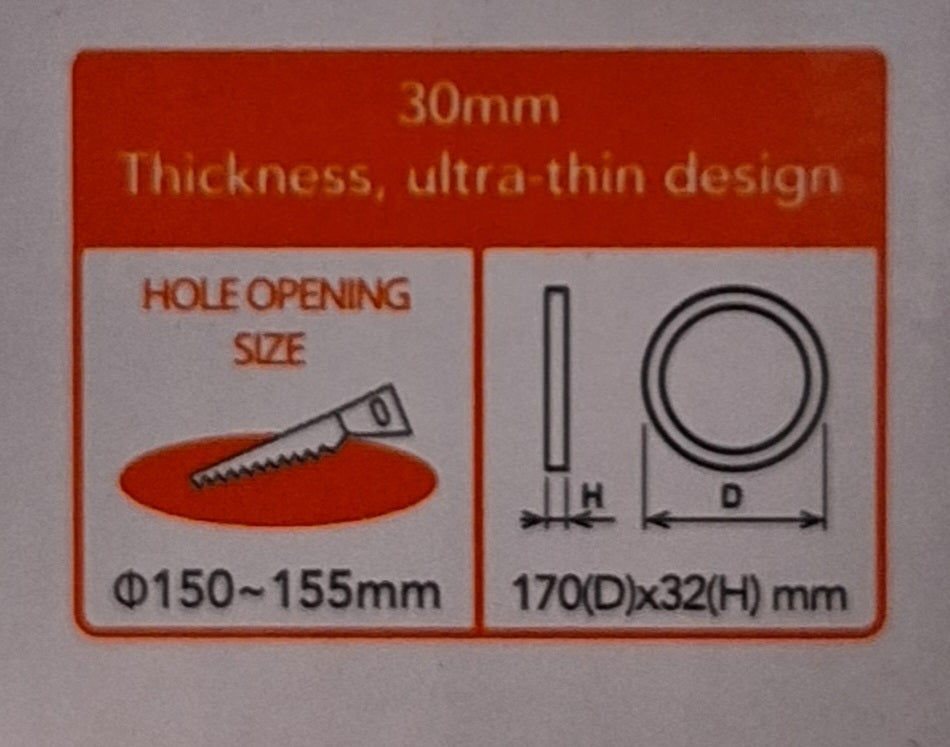 30mm
Thickness, ultra-thin design
HOLE OPENING
SIZE
H
D
Φ150~155mm
170(D)x32(H) mm